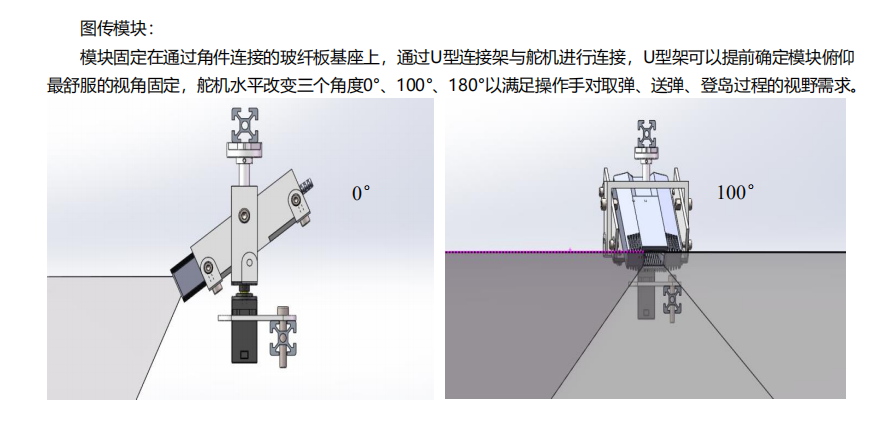 图传模块：
模块固定在通过角件连接的玻纤板基座上，通过U型连接架与舵机进行连接，U型架可以提前确定模块俯仰
最舒服的视角固定，舵机水平改变三个角度0°、100°、180°以满足操作手对取弹、送弹、登岛过程的视野需求。
0°
100°